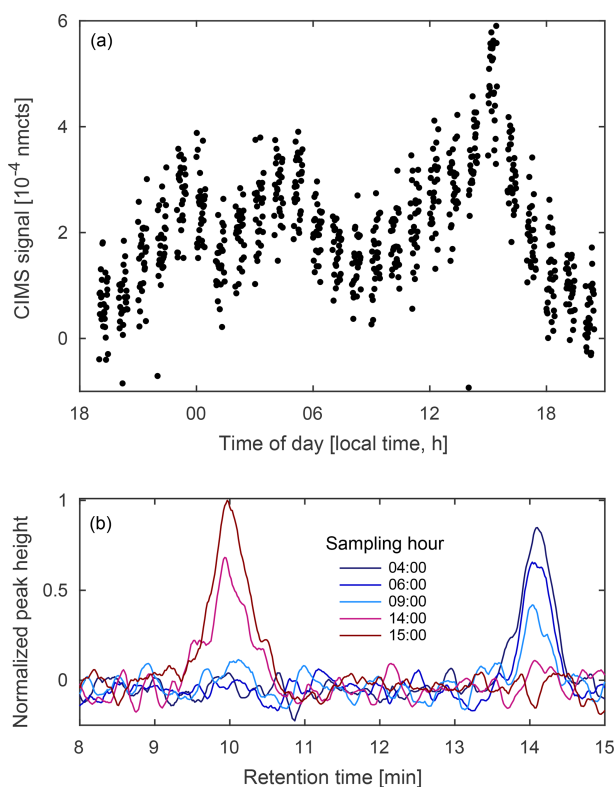 (a)
6
4
2
0
CIMS signal [10⁻⁴ nmcts]
18 00 06 12 18
Time of day [local time, h]
(b)
1
0.5
0
Normalized peak height
Sampling hour
04:00
06:00
09:00
14:00
15:00
8 9 10 11 12 13 14 15
Retention time [min]